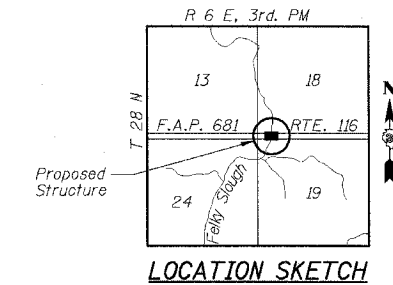 R 6 E, 3rd. PM
T 28 N
13
18
N
F.A.P. 681
RTE. 116
Proposed
Structure
24
Felky Slough
19
LOCATION SKETCH